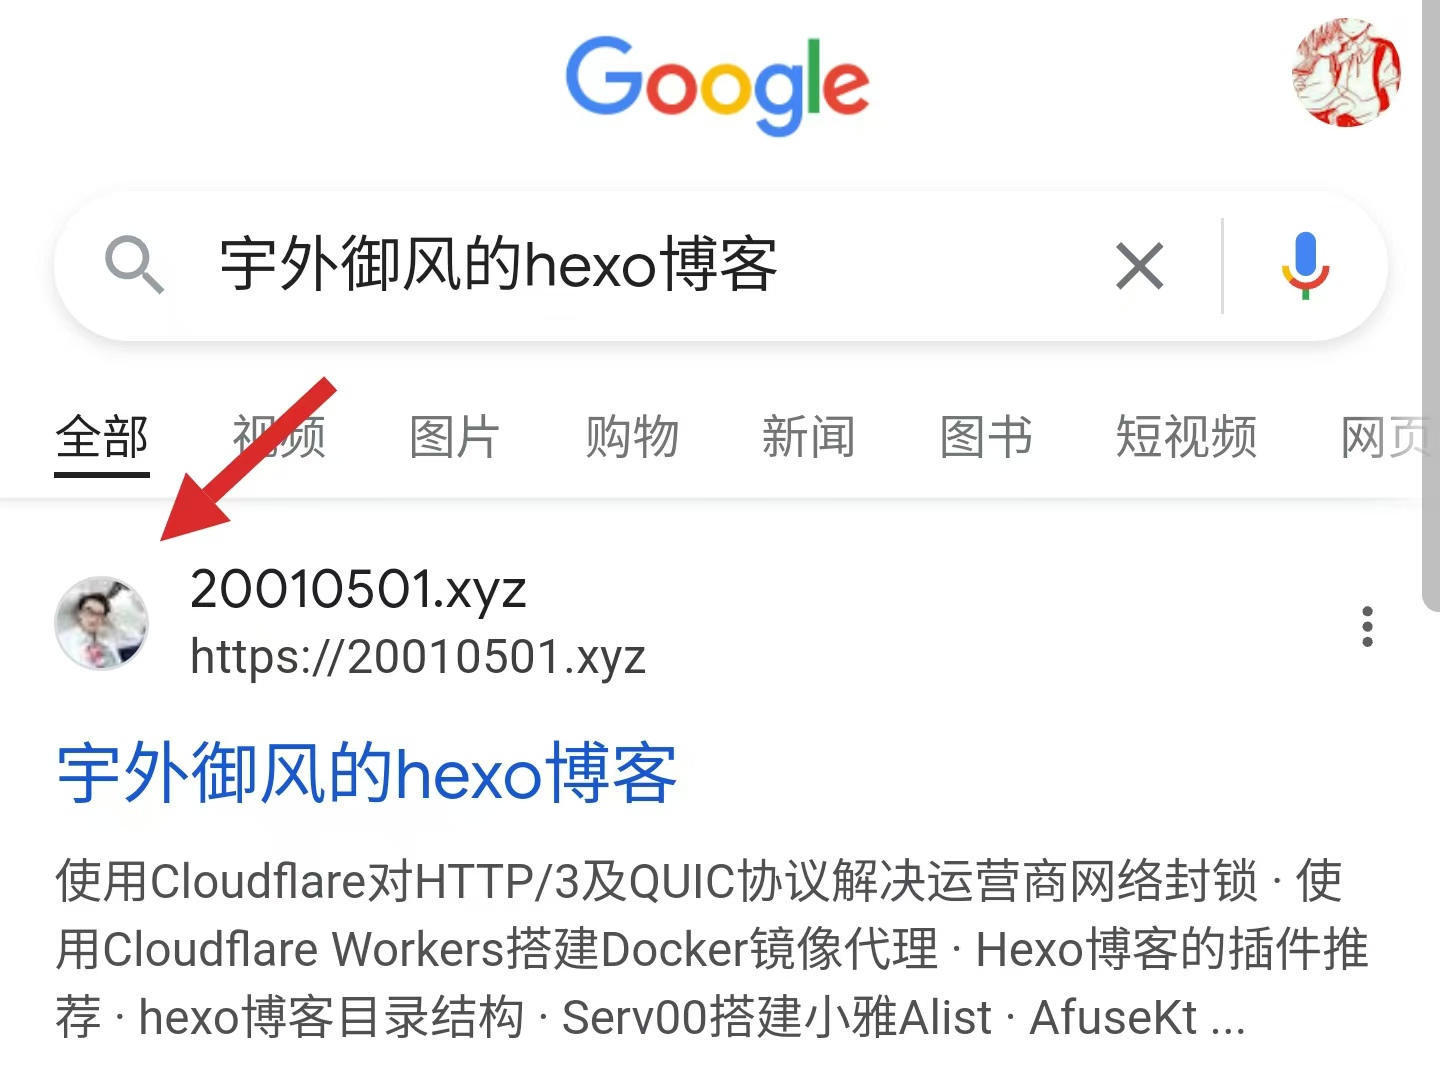 Google
宇外御风的hexo博客
全部 视频 图片 购物 新闻 图书 短视频 网页
20010501.xyz
https://20010501.xyz
宇外御风的hexo博客
使用Cloudflare对HTTP/3及QUIC协议解决运营商网络封锁 · 使
用Cloudflare Workers搭建Docker镜像代理 · Hexo博客的插件推
荐 · hexo博客目录结构 · Serv00搭建小雅Alist · AfuseKt ...